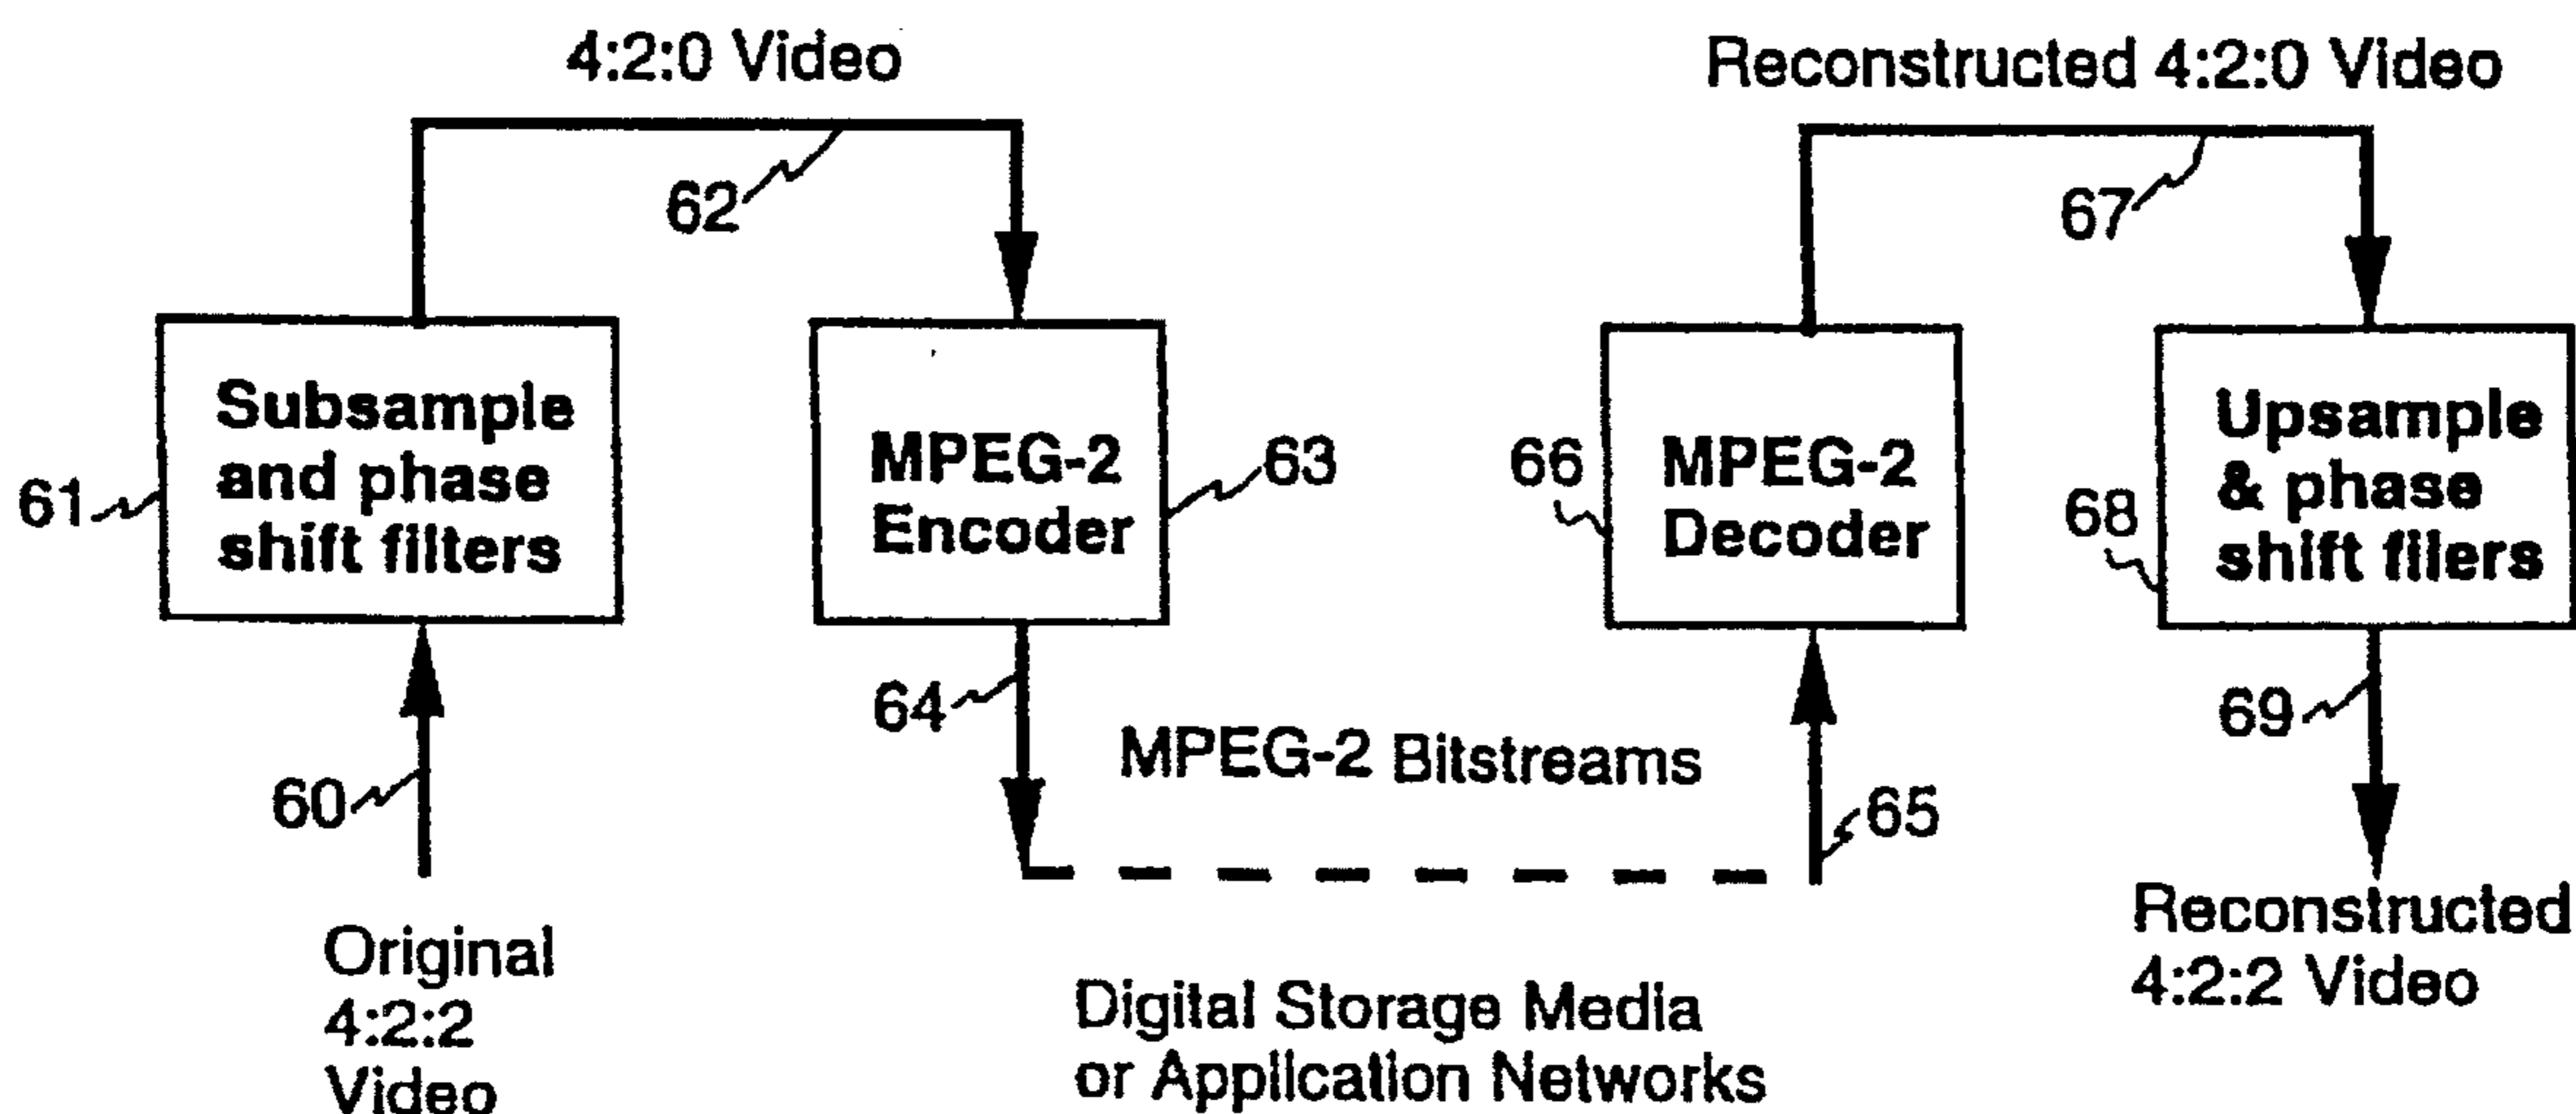 4:2:0 Video
Reconstructed 4:2:0 Video
62
67
Subsample
and phase
shift filters
61
MPEG-2
Encoder
63
66
MPEG-2
Decoder
Upsample
& phase
shift filers
68
64
60
MPEG-2 Bitstreams
65
69
Original
4:2:2
Video
Digital Storage Media
or Application Networks
Reconstructed
4:2:2 Video